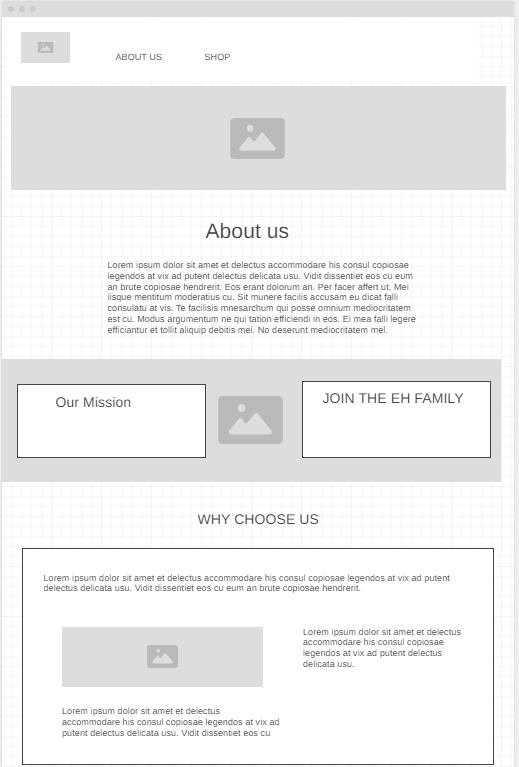 ABOUT US
SHOP
About us
Lorem ipsum dolor sit amet et delectus accommodare his consul copiosae
legendos at vix ad putent delectus delicata usu. Vidit dissentiet eos cu eum
an brute copiosae hendrerit. Eos erant dolorum an. Per facer affert ut. Mei
iisque mentitum moderatius cu. Sit munere facilis accusam eu dicat falli
consulatu at vis. Te facilisis mnesarchum qui posse omnium mediocritatem
est cu. Modus argumentum ne qui tation efficiendi in eos. Ei mea falli legere
efficiantur et tollit aliquip debitis mei. No deserunt mediocritatem mel.
Our Mission
JOIN THE EH FAMILY
WHY CHOOSE US
Lorem ipsum dolor sit amet et delectus accommodare his consul copiosae legendos at vix ad putent
delectus delicata usu. Vidit dissentiet eos cu eum an brute copiosae hendrerit.
Lorem ipsum dolor sit amet et delectus
accommodare his consul copiosae
legendos at vix ad putent delectus
delicata usu.
Lorem ipsum dolor sit amet et delectus
accommodare his consul copiosae legendos at vix ad
putent delectus delicata usu. Vidit dissentiet eos cu